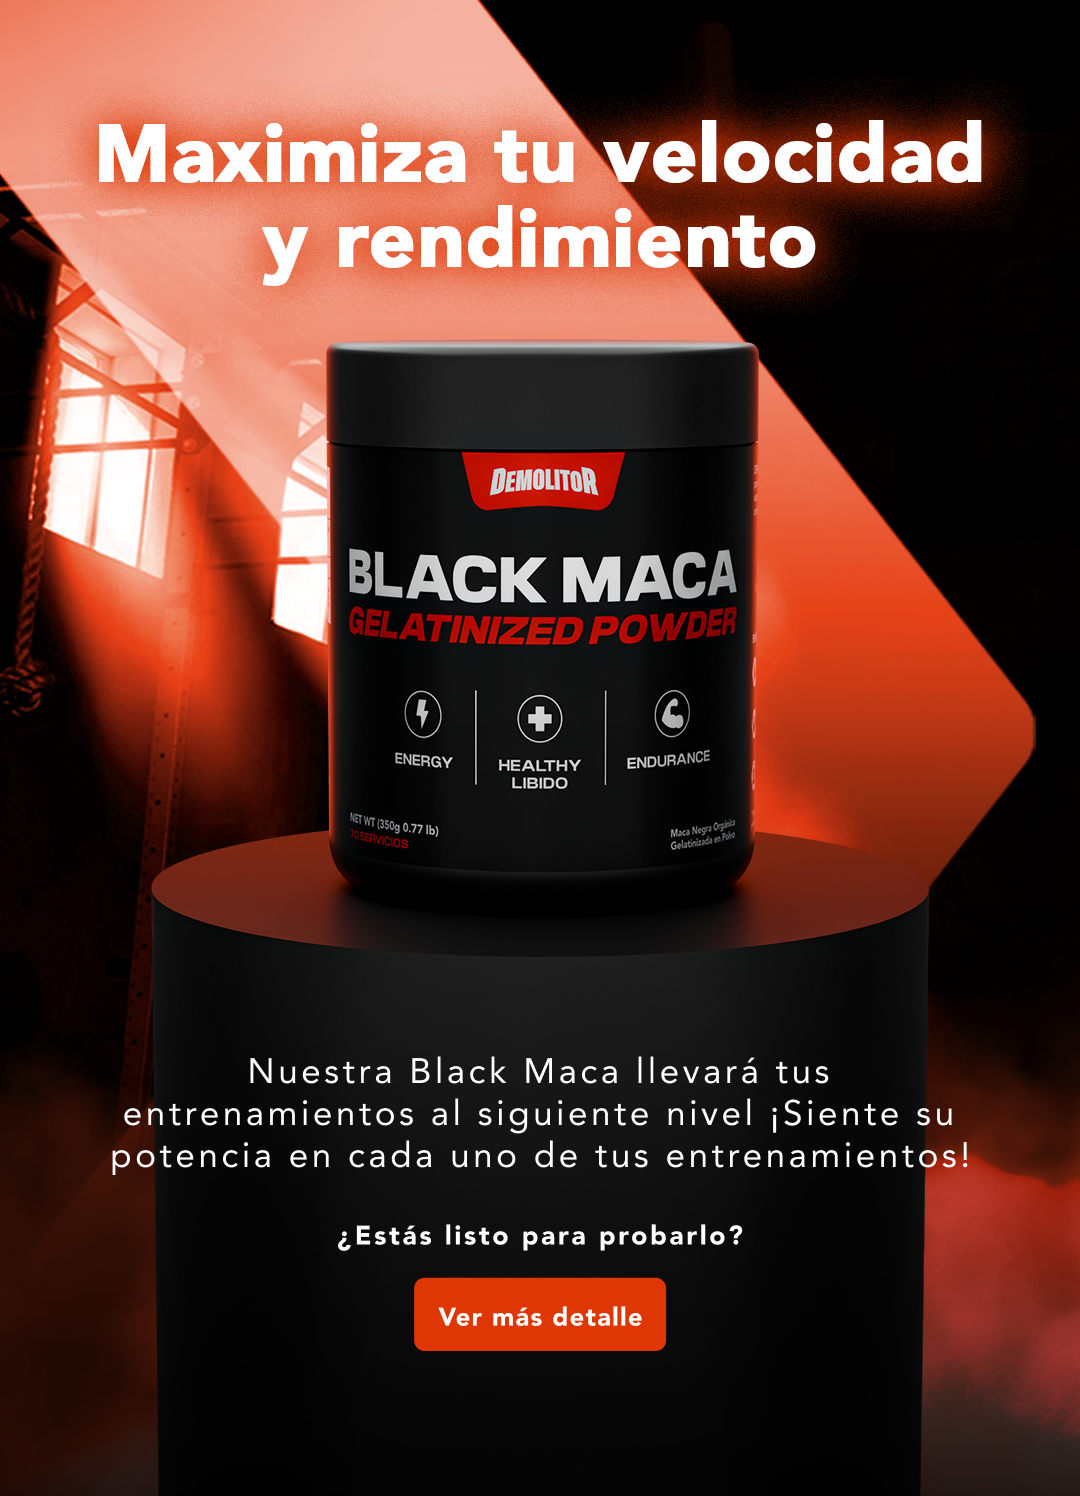 Maximiza tu velocidad
y rendimiento
DEMOLITOR
BLACK MACA
GELATINIZED POWDER
ENERGY
HEALTHY
LIBIDO
ENDURANCE
NET WT (350g 0.77 lb)
70 SERVICIOS
Maca Negra Orgánica
Gelatinizada en Polvo
Nuestra Black Maca llevará tus
entrenamientos al siguiente nivel ¡Siente su
potencia en cada uno de tus entrenamientos!
¿Estás listo para probarlo?
Ver más detalle